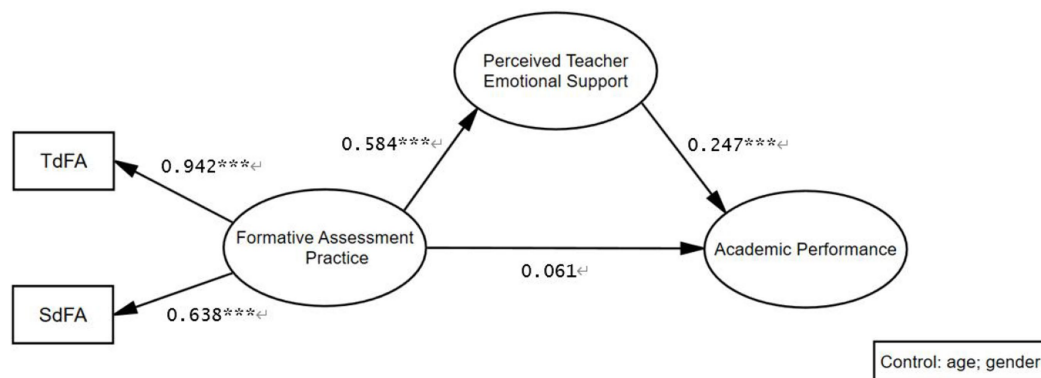 Perceived Teacher
Emotional Support
TdFA
0.942***↵
0.584***↵
0.247***↵
Formative Assessment
Practice
Academic Performance
0.061↵
SdFA
0.638***↵
Control: age; gender